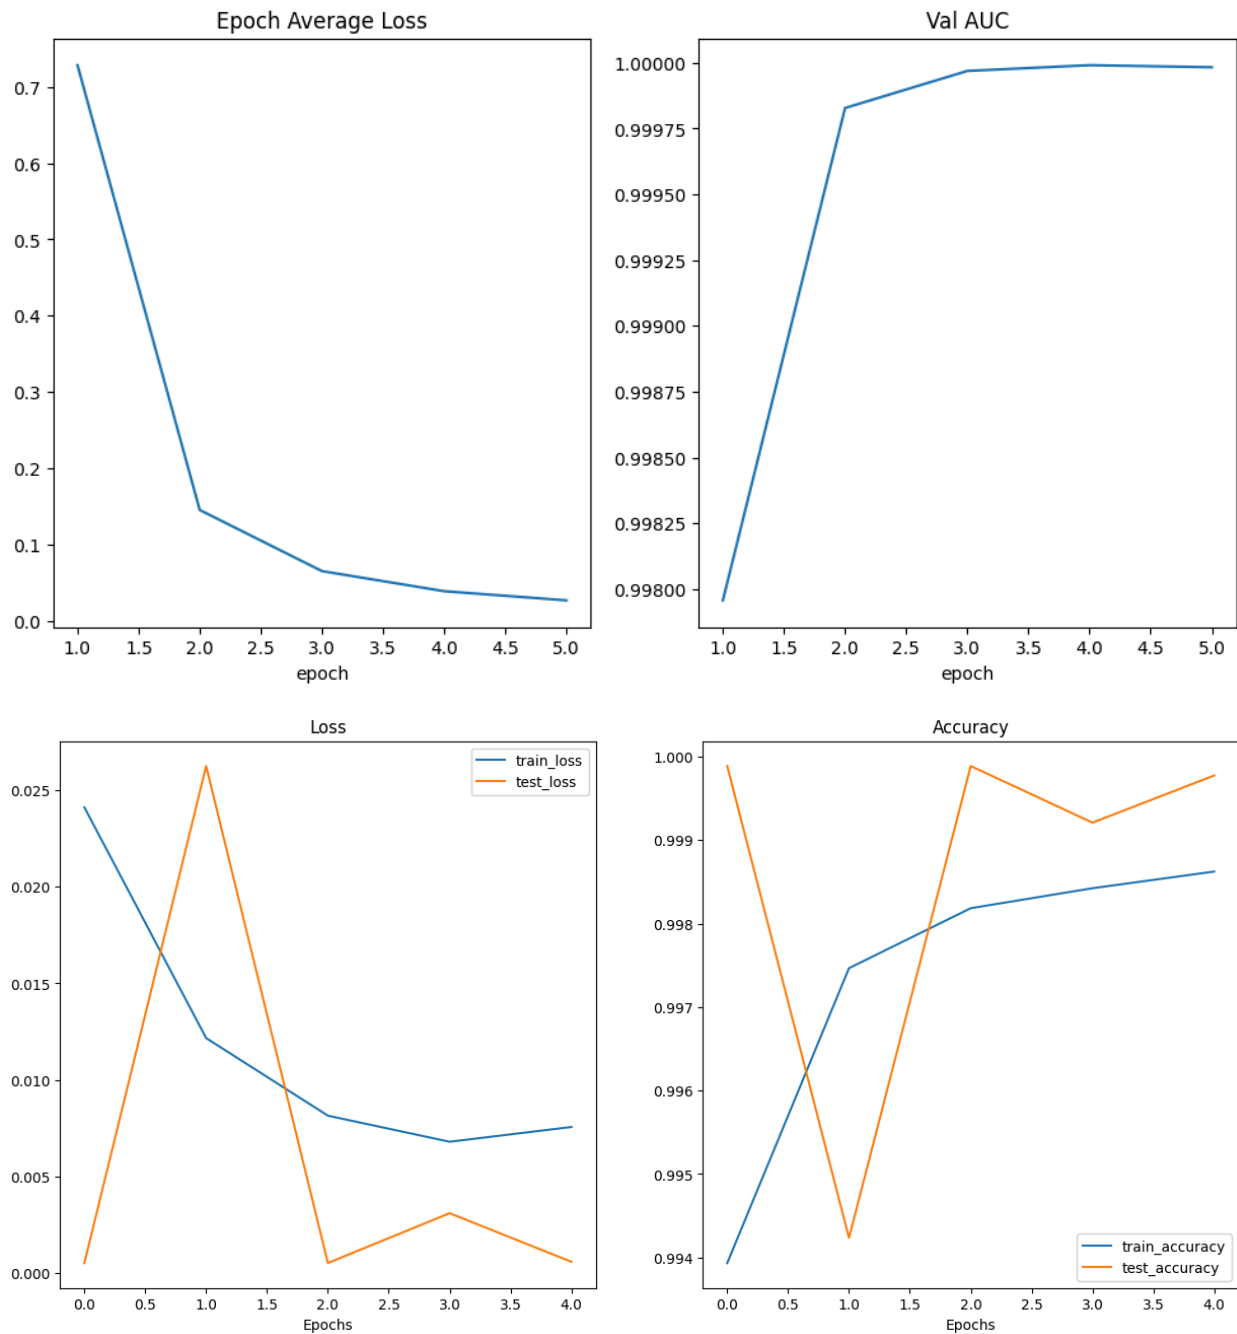 Epoch Average Loss
0.7
0.6
0.5
0.4
0.3
0.2
0.1
0.0
1.0 1.5 2.0 2.5 3.0 3.5 4.0 4.5 5.0
epoch
Val AUC
1.00000
0.99975
0.99950
0.99925
0.99900
0.99875
0.99850
0.99825
0.99800
1.0 1.5 2.0 2.5 3.0 3.5 4.0 4.5 5.0
epoch
Loss
train_loss
test_loss
0.025
0.020
0.015
0.010
0.005
0.000
0.0 0.5 1.0 1.5 2.0 2.5 3.0 3.5 4.0
Epochs
Accuracy
1.000
0.999
0.998
0.997
0.996
0.995
0.994
train_accuracy
test_accuracy
0.0 0.5 1.0 1.5 2.0 2.5 3.0 3.5 4.0
Epochs